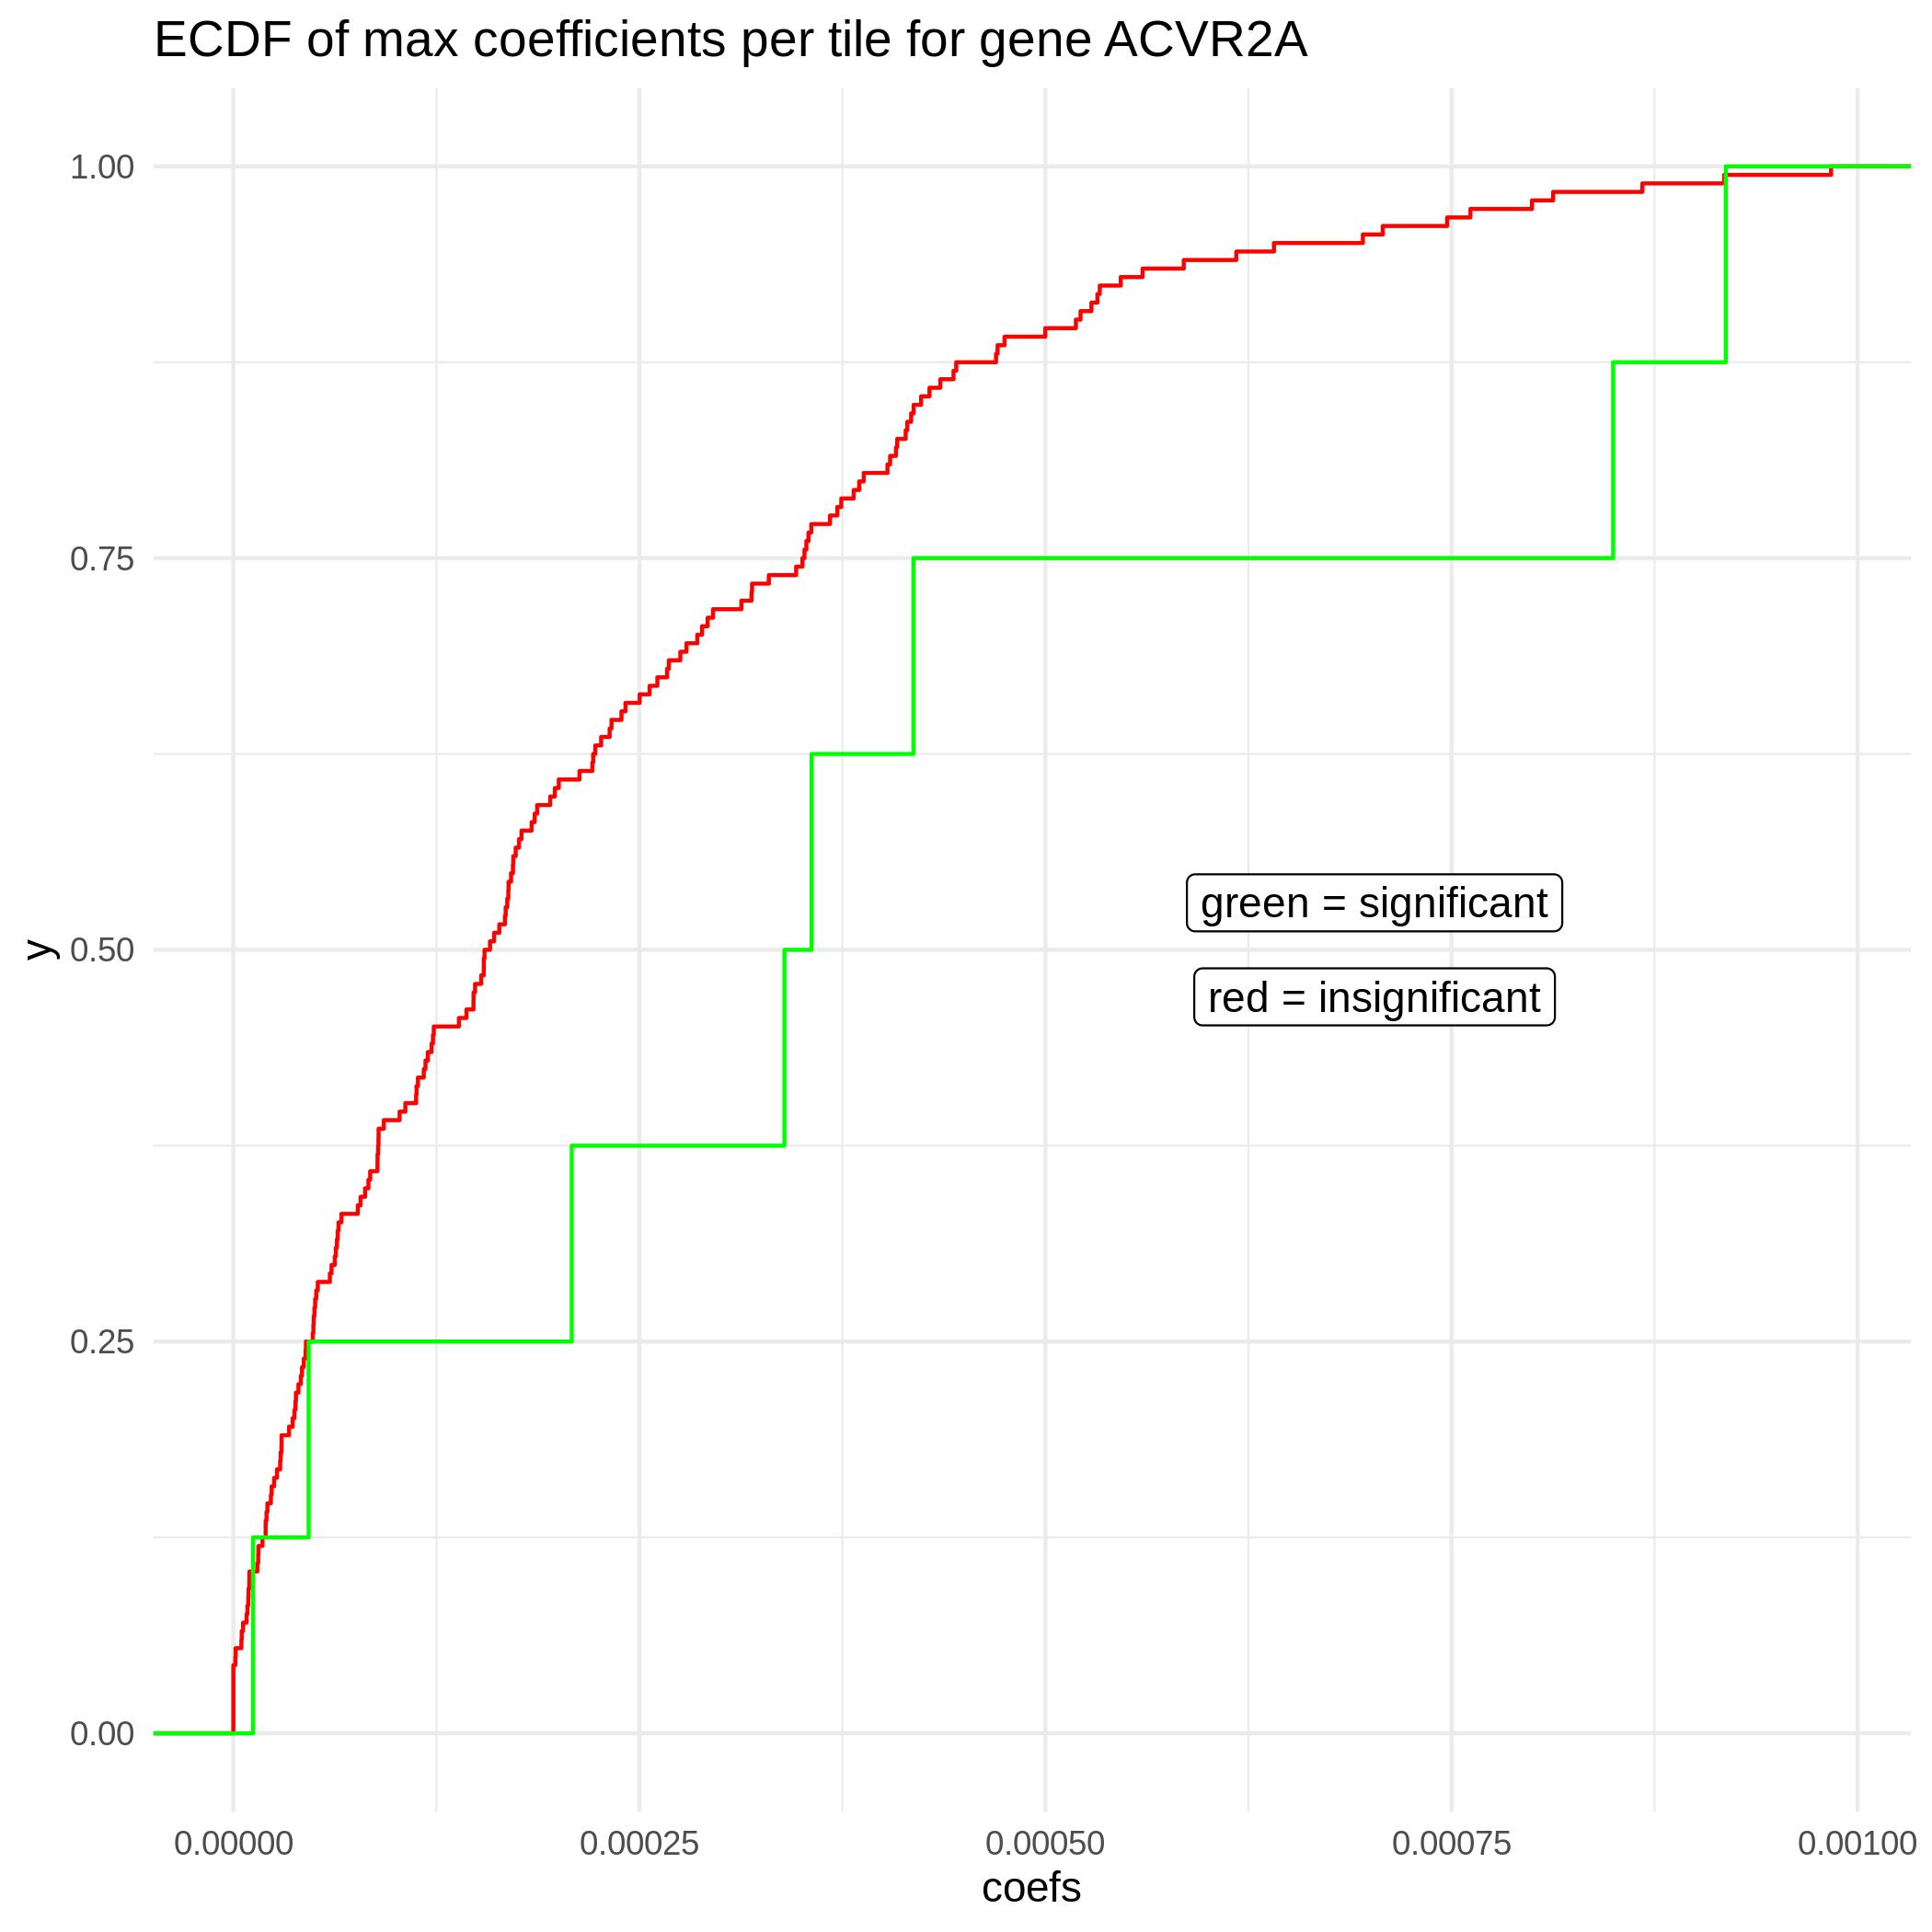 ECDF of max coefficients per tile for gene ACVR2A
1.00
0.75
0.50
0.25
0.00
y
green = significant
red = insignificant
0.00000
0.00025
0.00050
0.00075
0.00100
coefs